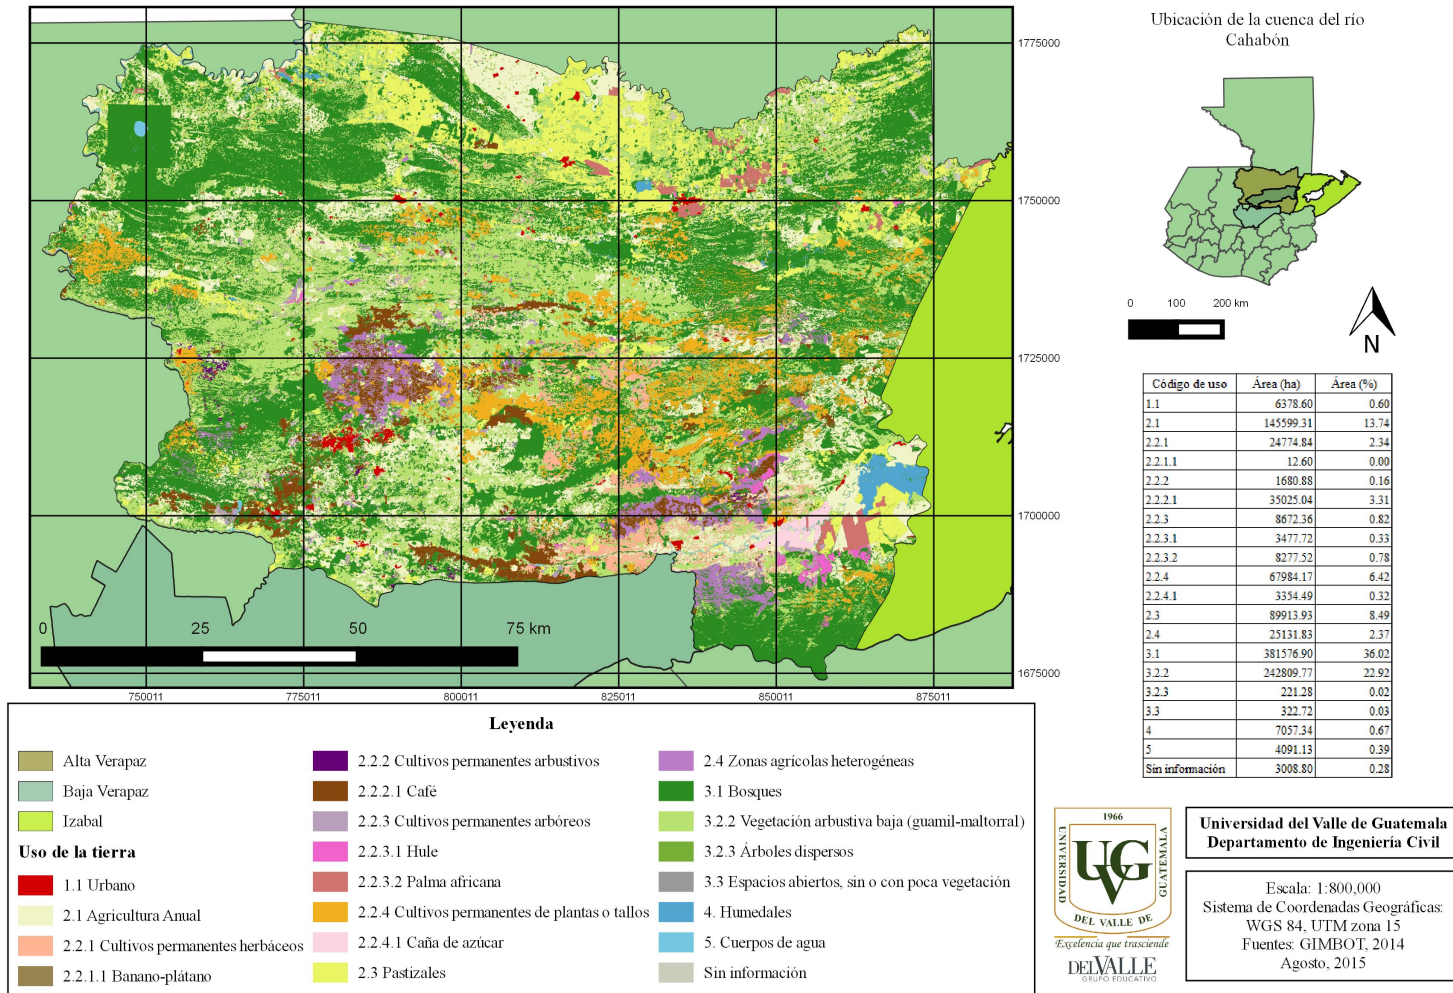 1775000
1750000
1725000
1700000
1675000
0 25 50 75 km
750011 775011 800011 825011 850011 875011
Ubicación de la cuenca del río
Cahabón
0 100 200 km
N
Código de uso Área (ha) Área (%)
1.1 6378.60 0.60
2.1 145599.31 13.74
2.2.1 24774.84 2.34
2.2.1.1 12.60 0.00
2.2.2 1680.88 0.16
2.2.2.1 35025.04 3.31
2.2.3 8672.36 0.82
2.2.3.1 3477.72 0.33
2.2.3.2 8277.52 0.78
2.2.4 67984.17 6.42
2.2.4.1 3354.49 0.32
2.3 89913.93 8.49
2.4 25131.83 2.37
3.1 381576.90 36.02
3.2.2 242809.77 22.92
3.2.3 221.28 0.02
3.3 322.72 0.03
4 7057.34 0.67
5 4091.13 0.39
Sin información 3008.80 0.28
Leyenda
Alta Verapaz
Baja Verapaz
Izabal
Uso de la tierra
1.1 Urbano
2.1 Agricultura Anual
2.2.1 Cultivos permanentes herbáceos
2.2.1.1 Banano-plátano
2.2.2 Cultivos permanentes arbustivos
2.2.2.1 Café
2.2.3 Cultivos permanentes arbóreos
2.2.3.1 Hule
2.2.3.2 Palma africana
2.2.4 Cultivos permanentes de plantas o tallos
2.2.4.1 Caña de azúcar
2.3 Pastizales
2.4 Zonas agrícolas heterogéneas
3.1 Bosques
3.2.2 Vegetación arbustiva baja (guamil-maltorral)
3.2.3 Árboles dispersos
3.3 Espacios abiertos, sin o con poca vegetación
4. Humedales
5. Cuerpos de agua
Sin información
1966
UNIVERSIDAD
DEL VALLE DE
GUATEMALA
UVG
Excelencia que trasciende
DELVALLE
GRUPO EDUCATIVO
Universidad del Valle de Guatemala
Departamento de Ingeniería Civil
Escala: 1:800,000
Sistema de Coordenadas Geográficas:
WGS 84, UTM zona 15
Fuentes: GIMBOT, 2014
Agosto, 2015